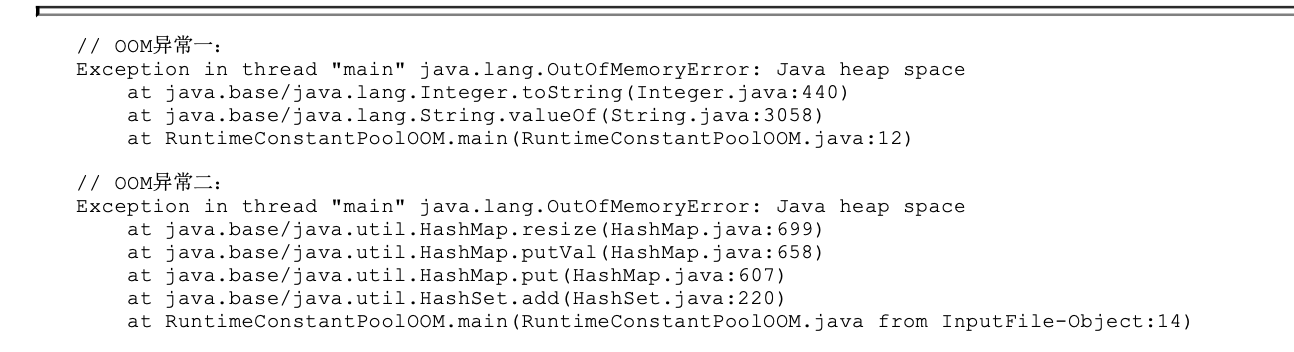 // OOM异常一：
Exception in thread "main" java.lang.OutOfMemoryError: Java heap space
    at java.base/java.lang.Integer.toString(Integer.java:440)
    at java.base/java.lang.String.valueOf(String.java:3058)
    at RuntimeConstantPoolOOM.main(RuntimeConstantPoolOOM.java:12)

// OOM异常二：
Exception in thread "main" java.lang.OutOfMemoryError: Java heap space
    at java.base/java.util.HashMap.resize(HashMap.java:699)
    at java.base/java.util.HashMap.putVal(HashMap.java:658)
    at java.base/java.util.HashMap.put(HashMap.java:607)
    at java.base/java.util.HashSet.add(HashSet.java:220)
    at RuntimeConstantPoolOOM.main(RuntimeConstantPoolOOM.java from InputFile-Object:14)